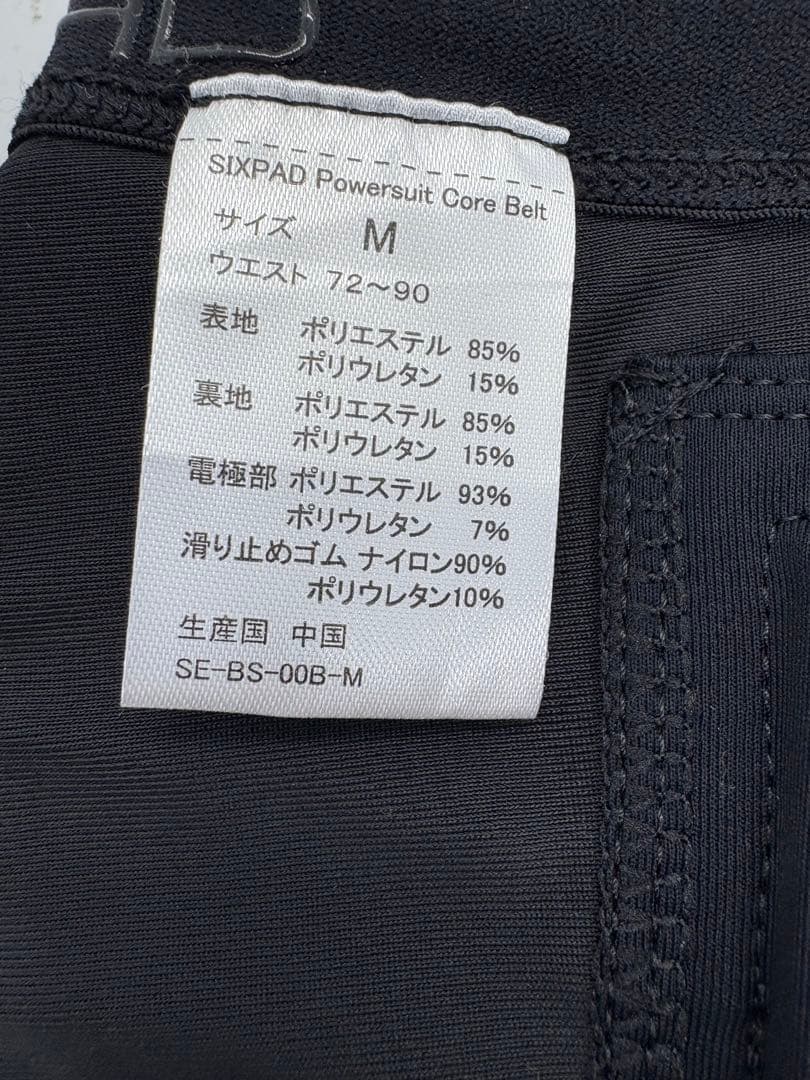 SIXPAD Powersuit Core Belt
サイズ M
ウエスト 72～90
表地 ポリエステル 85%
ポリウレタン 15%
裏地 ポリエステル 85%
ポリウレタン 15%
電極部 ポリエステル 93%
ポリウレタン 7%
滑り止めゴム ナイロン90%
ポリウレタン10%
生産国 中国
SE-BS-00B-M